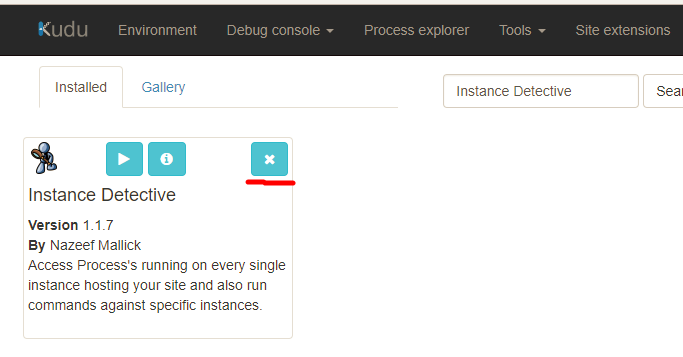 Kudu Environment Debug console Process explorer Tools Site extensions
Installed Gallery Instance Detective Sear
Instance Detective
Version 1.1.7
By Nazeef Mallick
Access Process's running on every single
instance hosting your site and also run
commands against specific instances.